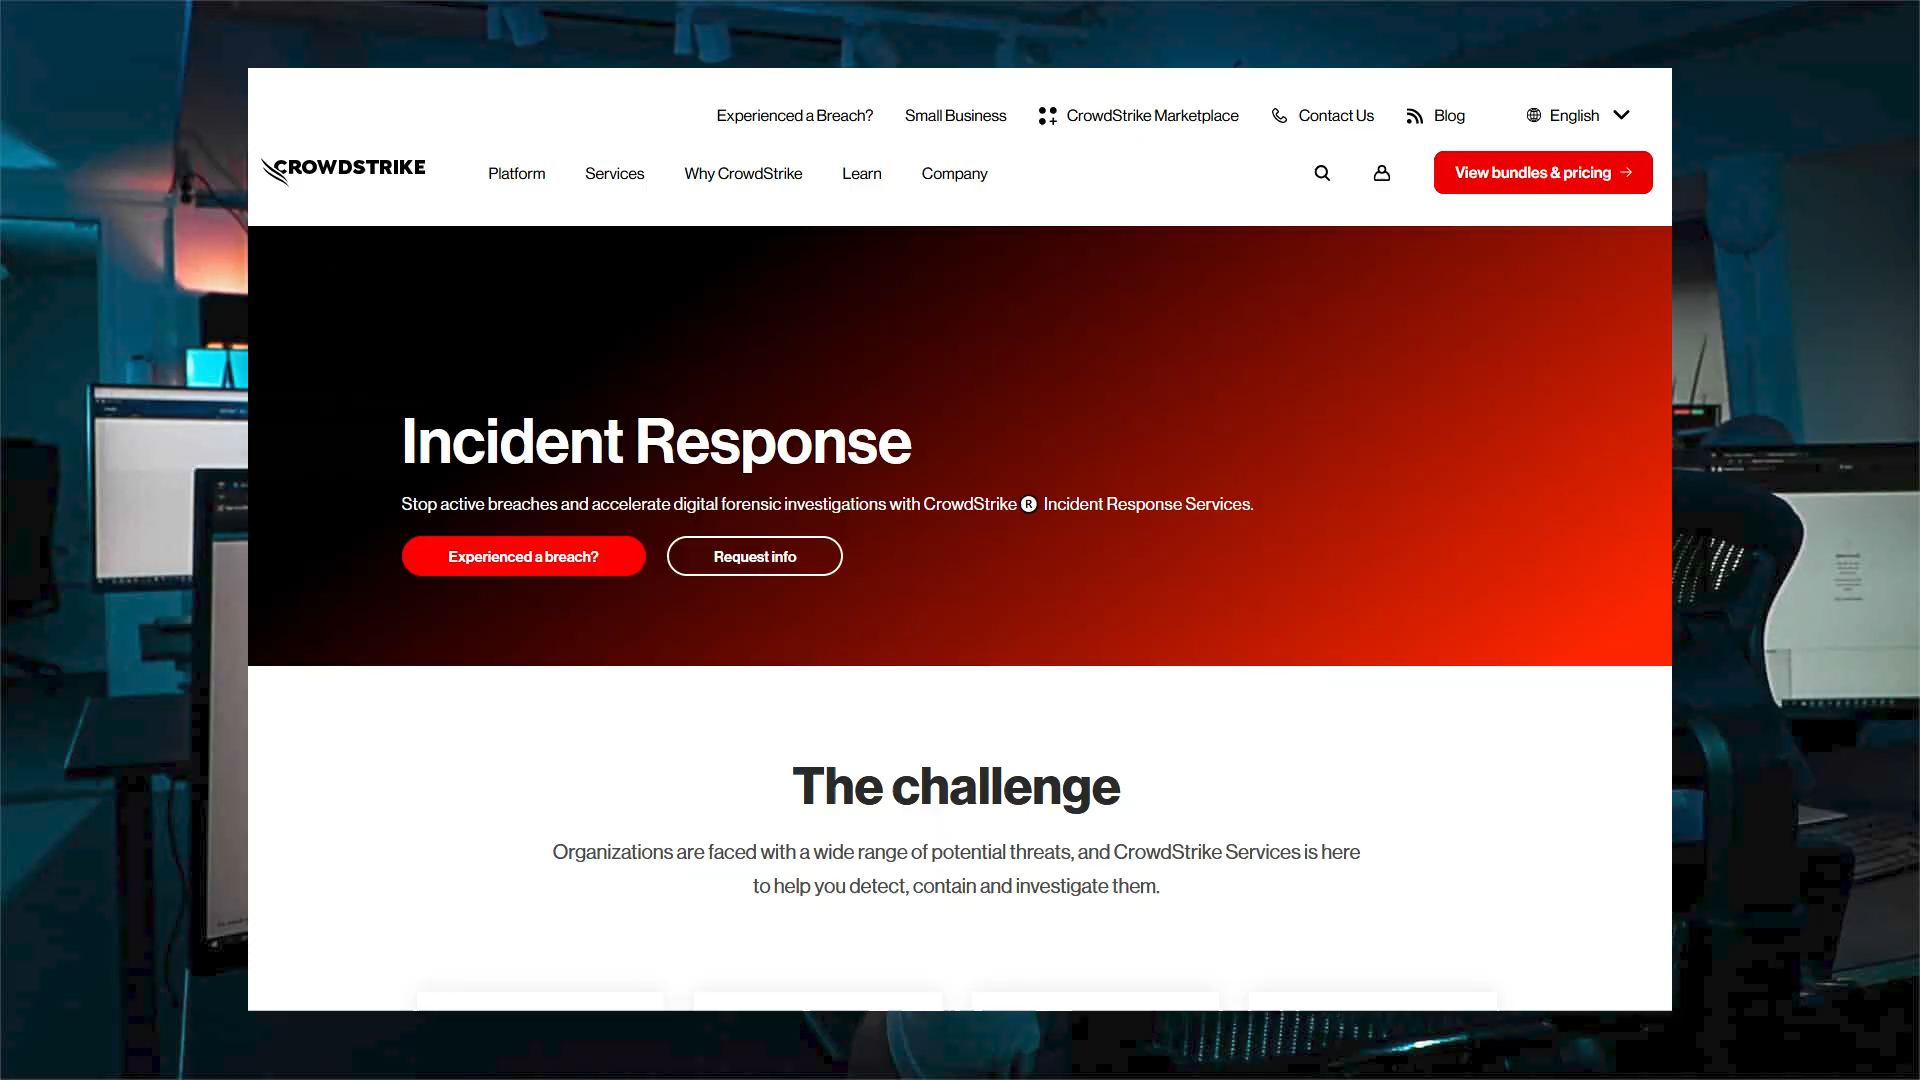 Experienced a Breach? Small Business CrowdStrike Marketplace Contact Us Blog English
CROWDSTRIKE Platform Services Why CrowdStrike Learn Company View bundles & pricing →
Incident Response
Stop active breaches and accelerate digital forensic investigations with CrowdStrike ® Incident Response Services.
Experienced a breach? Request info
The challenge
Organizations are faced with a wide range of potential threats, and CrowdStrike Services is here
to help you detect, contain and investigate them.